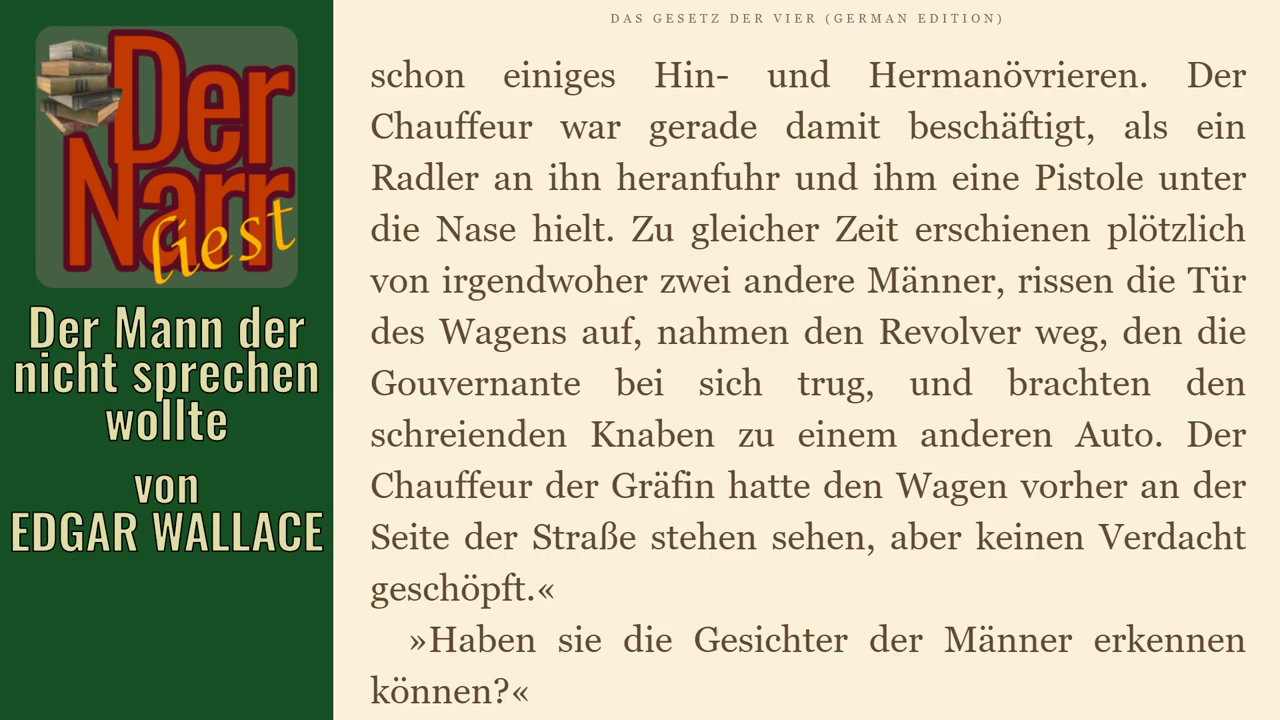 Der
Narr
liest
Der Mann der
nicht sprechen
wollte
von
EDGAR WALLACE
DAS GESETZ DER VIER (GERMAN EDITION)
schon einiges Hin- und Hermanövrieren. Der
Chauffeur war gerade damit beschäftigt, als ein
Radler an ihn heranfuhr und ihm eine Pistole unter
die Nase hielt. Zu gleicher Zeit erschienen plötzlich
von irgendwoher zwei andere Männer, rissen die Tür
des Wagens auf, nahmen den Revolver weg, den die
Gouvernante bei sich trug, und brachten den
schreienden Knaben zu einem anderen Auto. Der
Chauffeur der Gräfin hatte den Wagen vorher an der
Seite der Straße stehen sehen, aber keinen Verdacht
geschöpft.«
»Haben sie die Gesichter der Männer erkennen
können?«